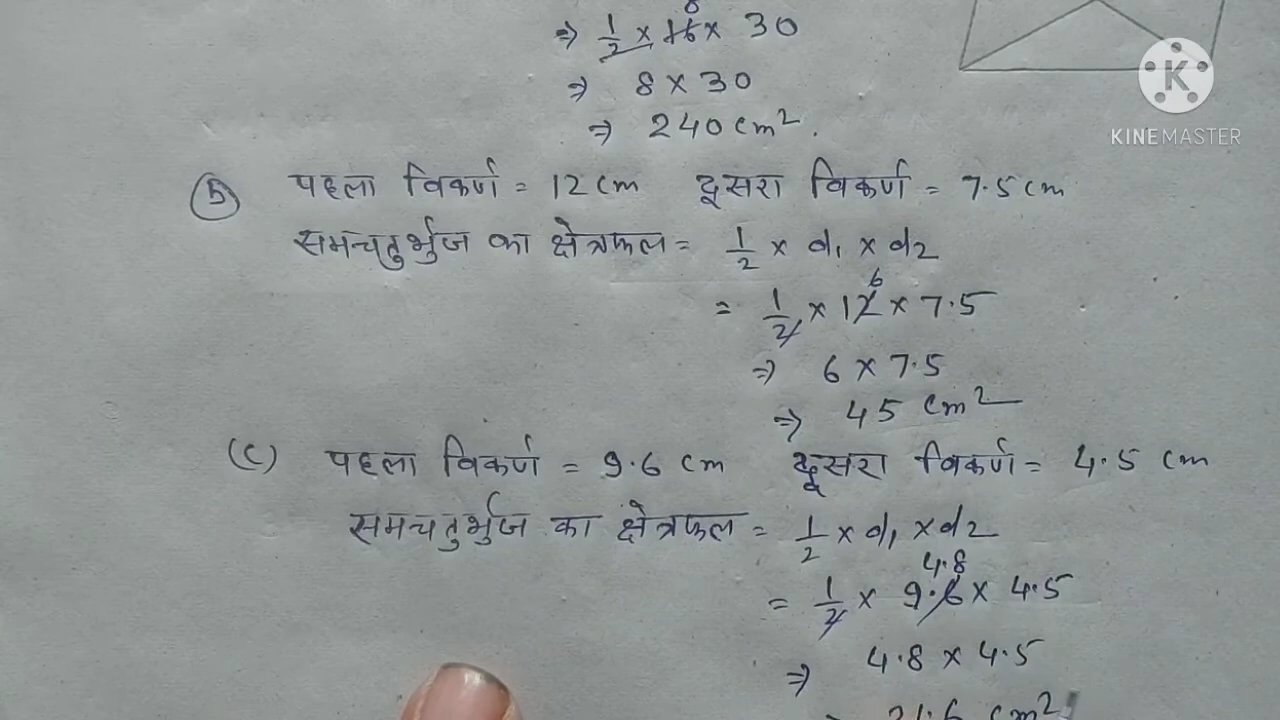 ⇒ 1/2 × 16 × 30
8
⇒ 8 × 30
⇒ 240 cm².
KINEMASTER
(b) पहला विकर्ण = 12 cm दूसरा विकर्ण = 7.5 cm
समचतुर्भुज का क्षेत्रफल = 1/2 × d₁ × d₂
6
= 1/2 × 12 × 7.5
⇒ 6 × 7.5
⇒ 45 cm²
(C) पहला विकर्ण = 9.6 cm दूसरा विकर्ण = 4.5 cm
समचतुर्भुज का क्षेत्रफल = 1/2 × d₁ × d₂
4.8
= 1/2 × 9.6 × 4.5
⇒ 4.8 × 4.5
⇒ 21.6 cm²